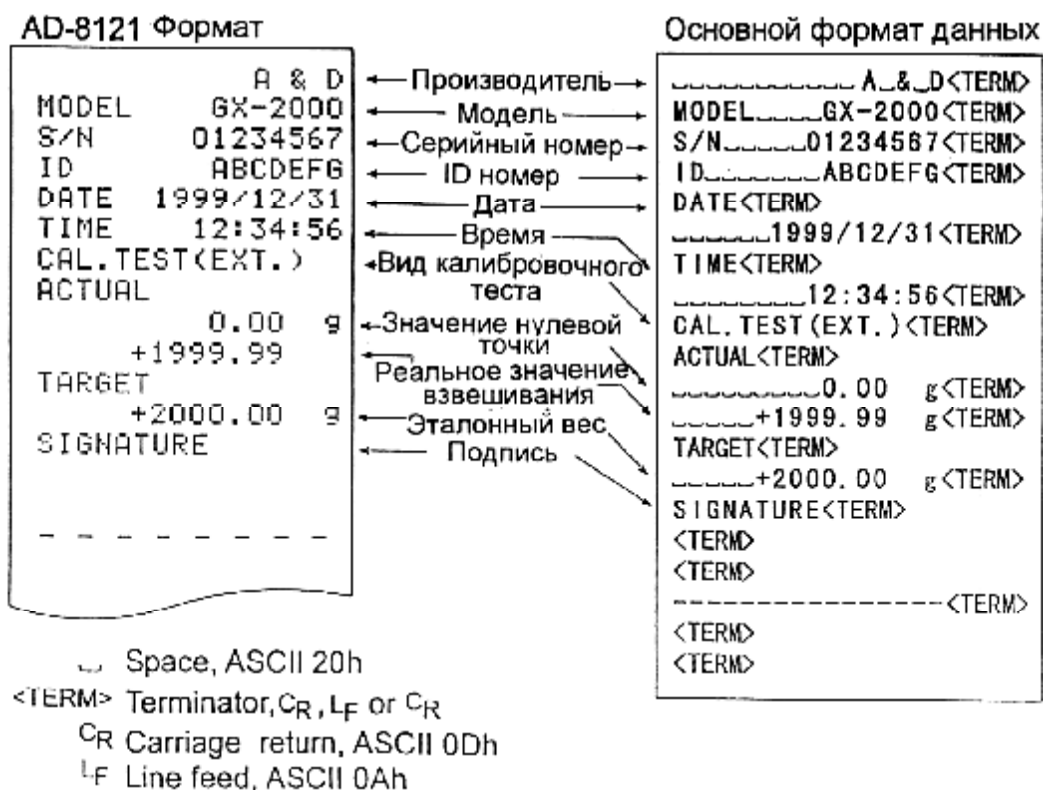 AD-8121 Формат
A & D
MODEL GX-2000
S/N 01234567
ID ABCDEFG
DATE 1999/12/31
TIME 12:34:56
CAL.TEST(EXT.)
ACTUAL
0.00 g
+1999.99
TARGET
+2000.00 g
SIGNATURE
- - - - - - - - -
Производитель
Модель
Серийный номер
ID номер
Дата
Время
Вид калибровочного
теста
Значение нулевой
точки
Реальное значение
взвешивания
Эталонный вес
Подпись
Основной формат данных
␣␣␣␣␣␣␣␣␣␣␣A␣&␣D<TERM>
MODEL␣␣␣␣␣GX-2000<TERM>
S/N␣␣␣␣␣␣01234567<TERM>
ID␣␣␣␣␣␣␣␣ABCDEFG<TERM>
DATE<TERM>
␣␣␣␣␣␣␣1999/12/31<TERM>
TIME<TERM>
␣␣␣␣␣␣␣␣␣12:34:56<TERM>
CAL.TEST(EXT.)<TERM>
ACTUAL<TERM>
␣␣␣␣␣␣␣␣␣␣0.00 g<TERM>
␣␣␣␣␣␣+1999.99 g<TERM>
TARGET<TERM>
␣␣␣␣␣␣+2000.00 g<TERM>
SIGNATURE<TERM>
<TERM>
<TERM>
----------------<TERM>
<TERM>
<TERM>
␣ Space, ASCII 20h
<TERM> Terminator,CR,LF or CR
CR Carriage return, ASCII 0Dh
LF Line feed, ASCII 0Ah